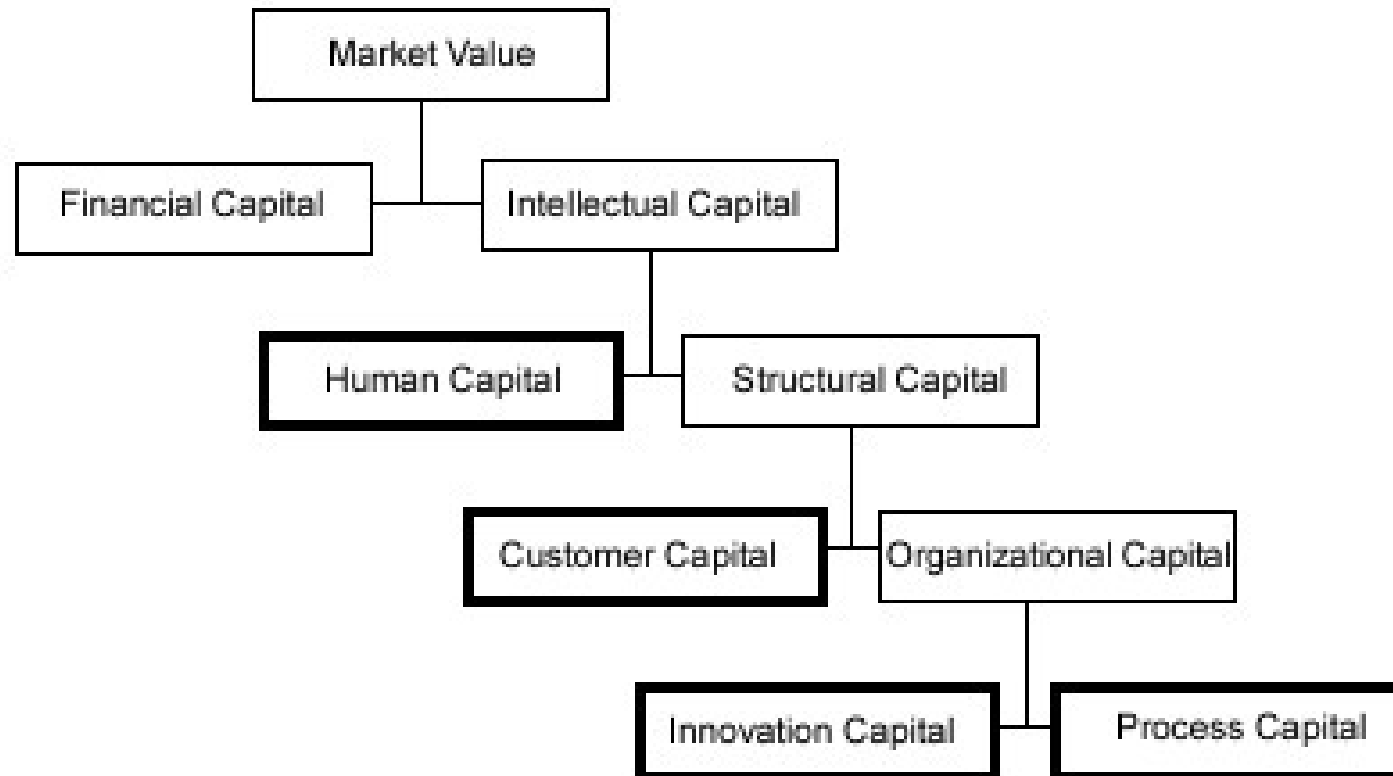 Market Value
Financial Capital
Intellectual Capital
Human Capital
Structural Capital
Customer Capital
Organizational Capital
Innovation Capital
Process Capital